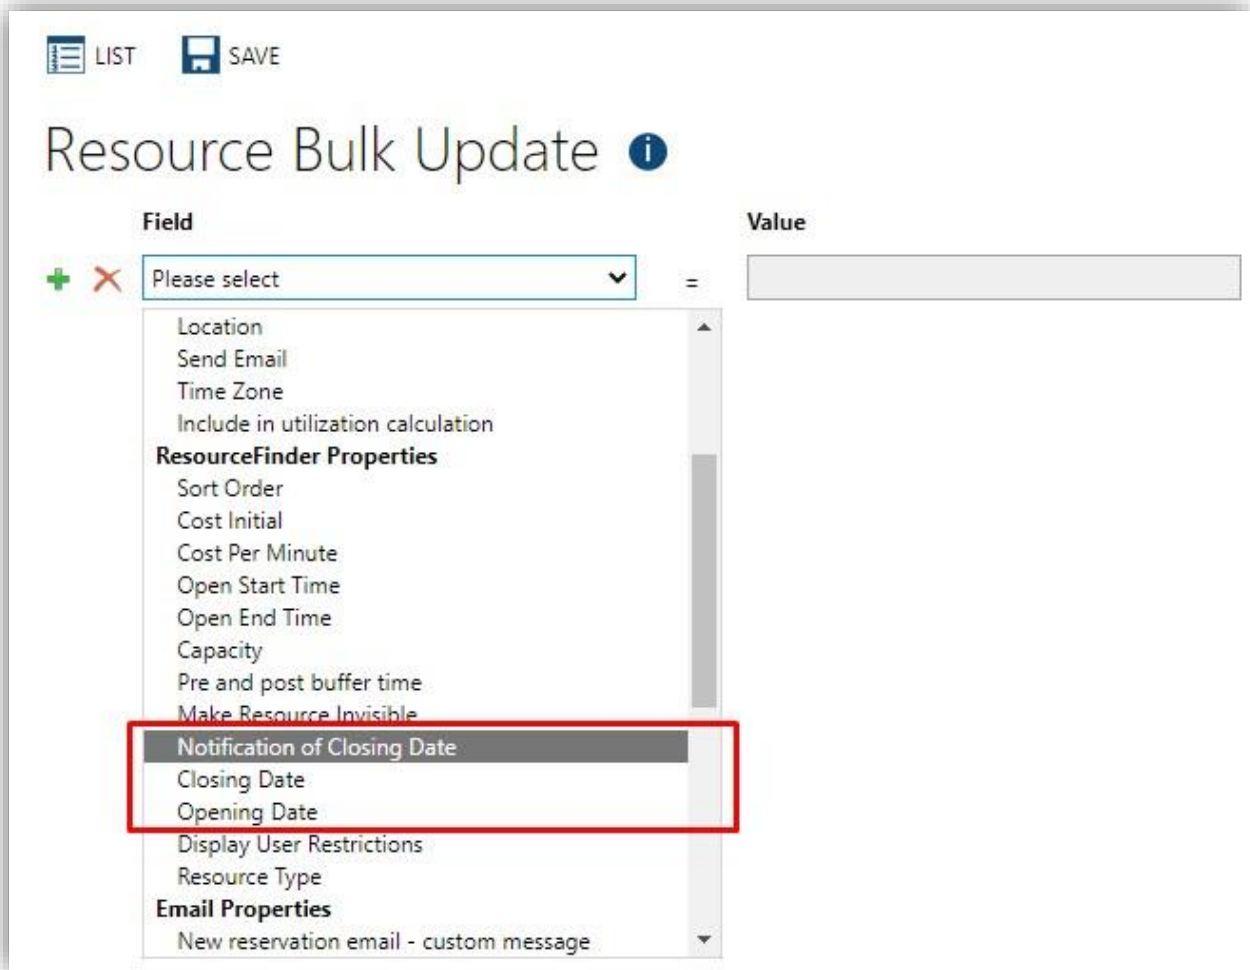 LIST SAVE
Resource Bulk Update i
Field Value
Please select =
Location
Send Email
Time Zone
Include in utilization calculation
ResourceFinder Properties
Sort Order
Cost Initial
Cost Per Minute
Open Start Time
Open End Time
Capacity
Pre and post buffer time
Make Resource Invisible
Notification of Closing Date
Closing Date
Opening Date
Display User Restrictions
Resource Type
Email Properties
New reservation email - custom message